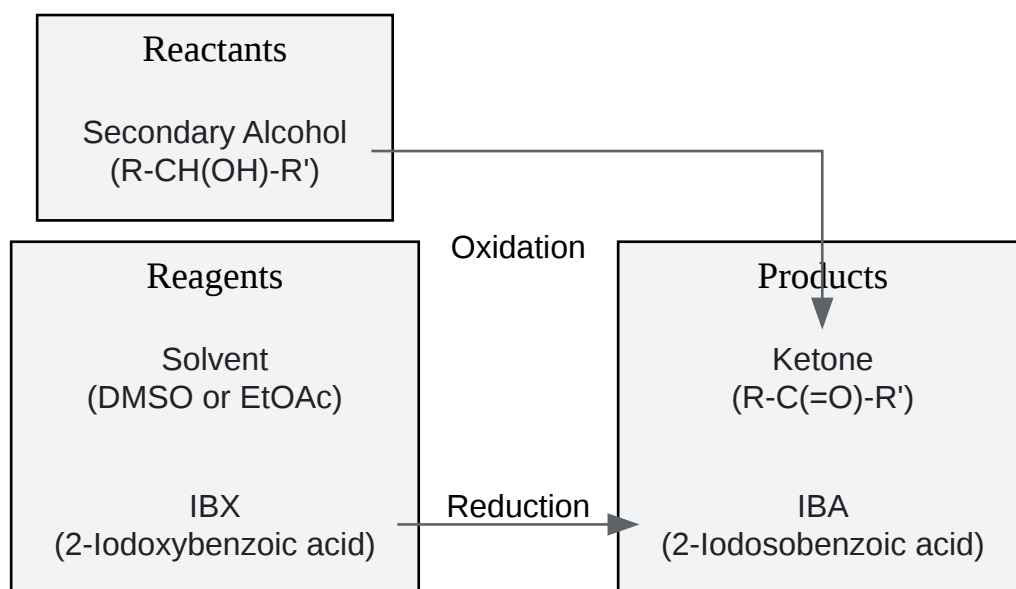 Reactants
Secondary Alcohol
(R-CH(OH)-R')
Oxidation
Reagents
Solvent
(DMSO or EtOAc)
IBX
(2-Iodoxybenzoic acid)
Reduction
Products
Ketone
(R-C(=O)-R')
IBA
(2-Iodosobenzoic acid)